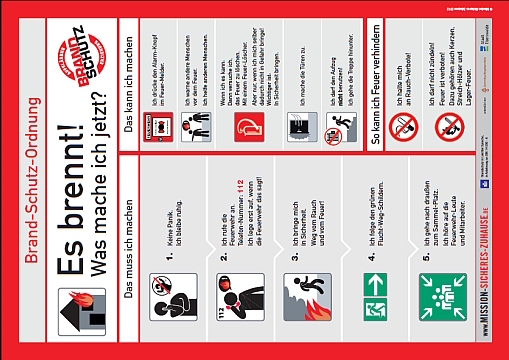 Brand-Schutz-Ordnung
Es brennt!
Was mache ich jetzt?
BRAND
SCHUTZ
Das muss ich machen
1.
Keine Panik.
Ich bleibe ruhig.
2.
Ich rufe die
Feuerwehr an.
Telefon-Nummer: 112
Ich lege erst auf, wenn
die Feuerwehr das sagt!
112
3.
Ich bringe mich
in Sicherheit.
Weg vom Rauch
und vom Feuer!
4.
Ich folge den grünen
Flucht-Weg-Schildern.
5.
Ich gehe nach draußen
zum Sammel-Platz.
Ich höre auf die
Feuerwehr-Leute
und Mitarbeiter.
Das kann ich machen
Ich drücke den Alarm-Knopf
im Feuer-Melder.
Ich warne andere Menschen
vor dem Feuer.
Ich helfe anderen Menschen.
Wenn ich es kann:
Dann versuche ich,
das Feuer zu löschen.
Mit einem Feuer-Löscher.
Aber nur, wenn ich mich selber
dadurch nicht in Gefahr bringe!
Wichtiger ist:
In Sicherheit bringen.
Ich mache die Türen zu.
Ich darf den Aufzug
nicht benutzen!
Ich gehe die Treppe hinunter.
So kann ich Feuer verhindern
Ich halte mich
an Rauch-Verbote!
Ich darf nicht zündeln!
Feuer ist verboten!
Dazu gehören auch Kerzen,
Streich-Hölzer und
Lager-Feuer.
WWW.MISSION-SICHERES-ZUHAUSE.DE